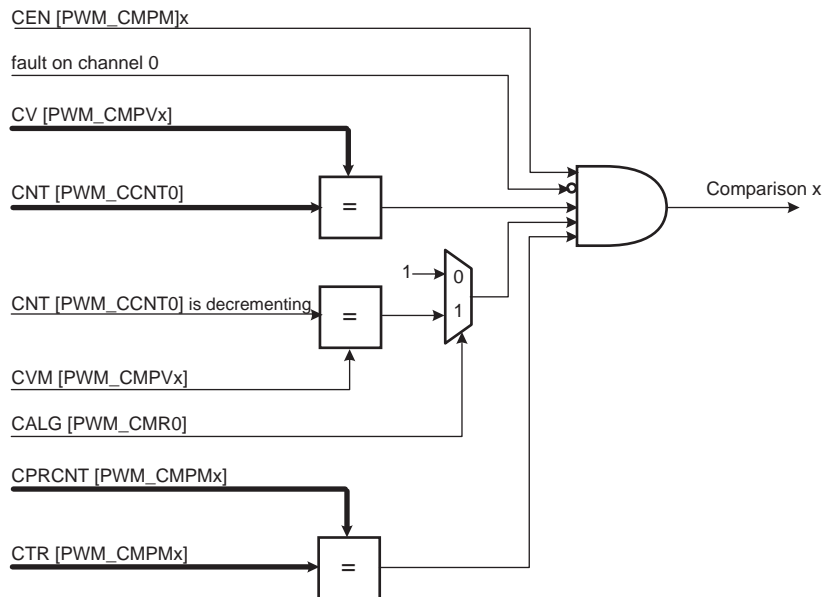 CEN [PWM_CMPM]x
fault on channel 0
CV [PWM_CMPVx]
CNT [PWM_CCNT0]
=
Comparison x
1
0
1
CNT [PWM_CCNT0] is decrementing
=
CVM [PWM_CMPVx]
CALG [PWM_CMR0]
CPRCNT [PWM_CMPMx]
CTR [PWM_CMPMx]
=